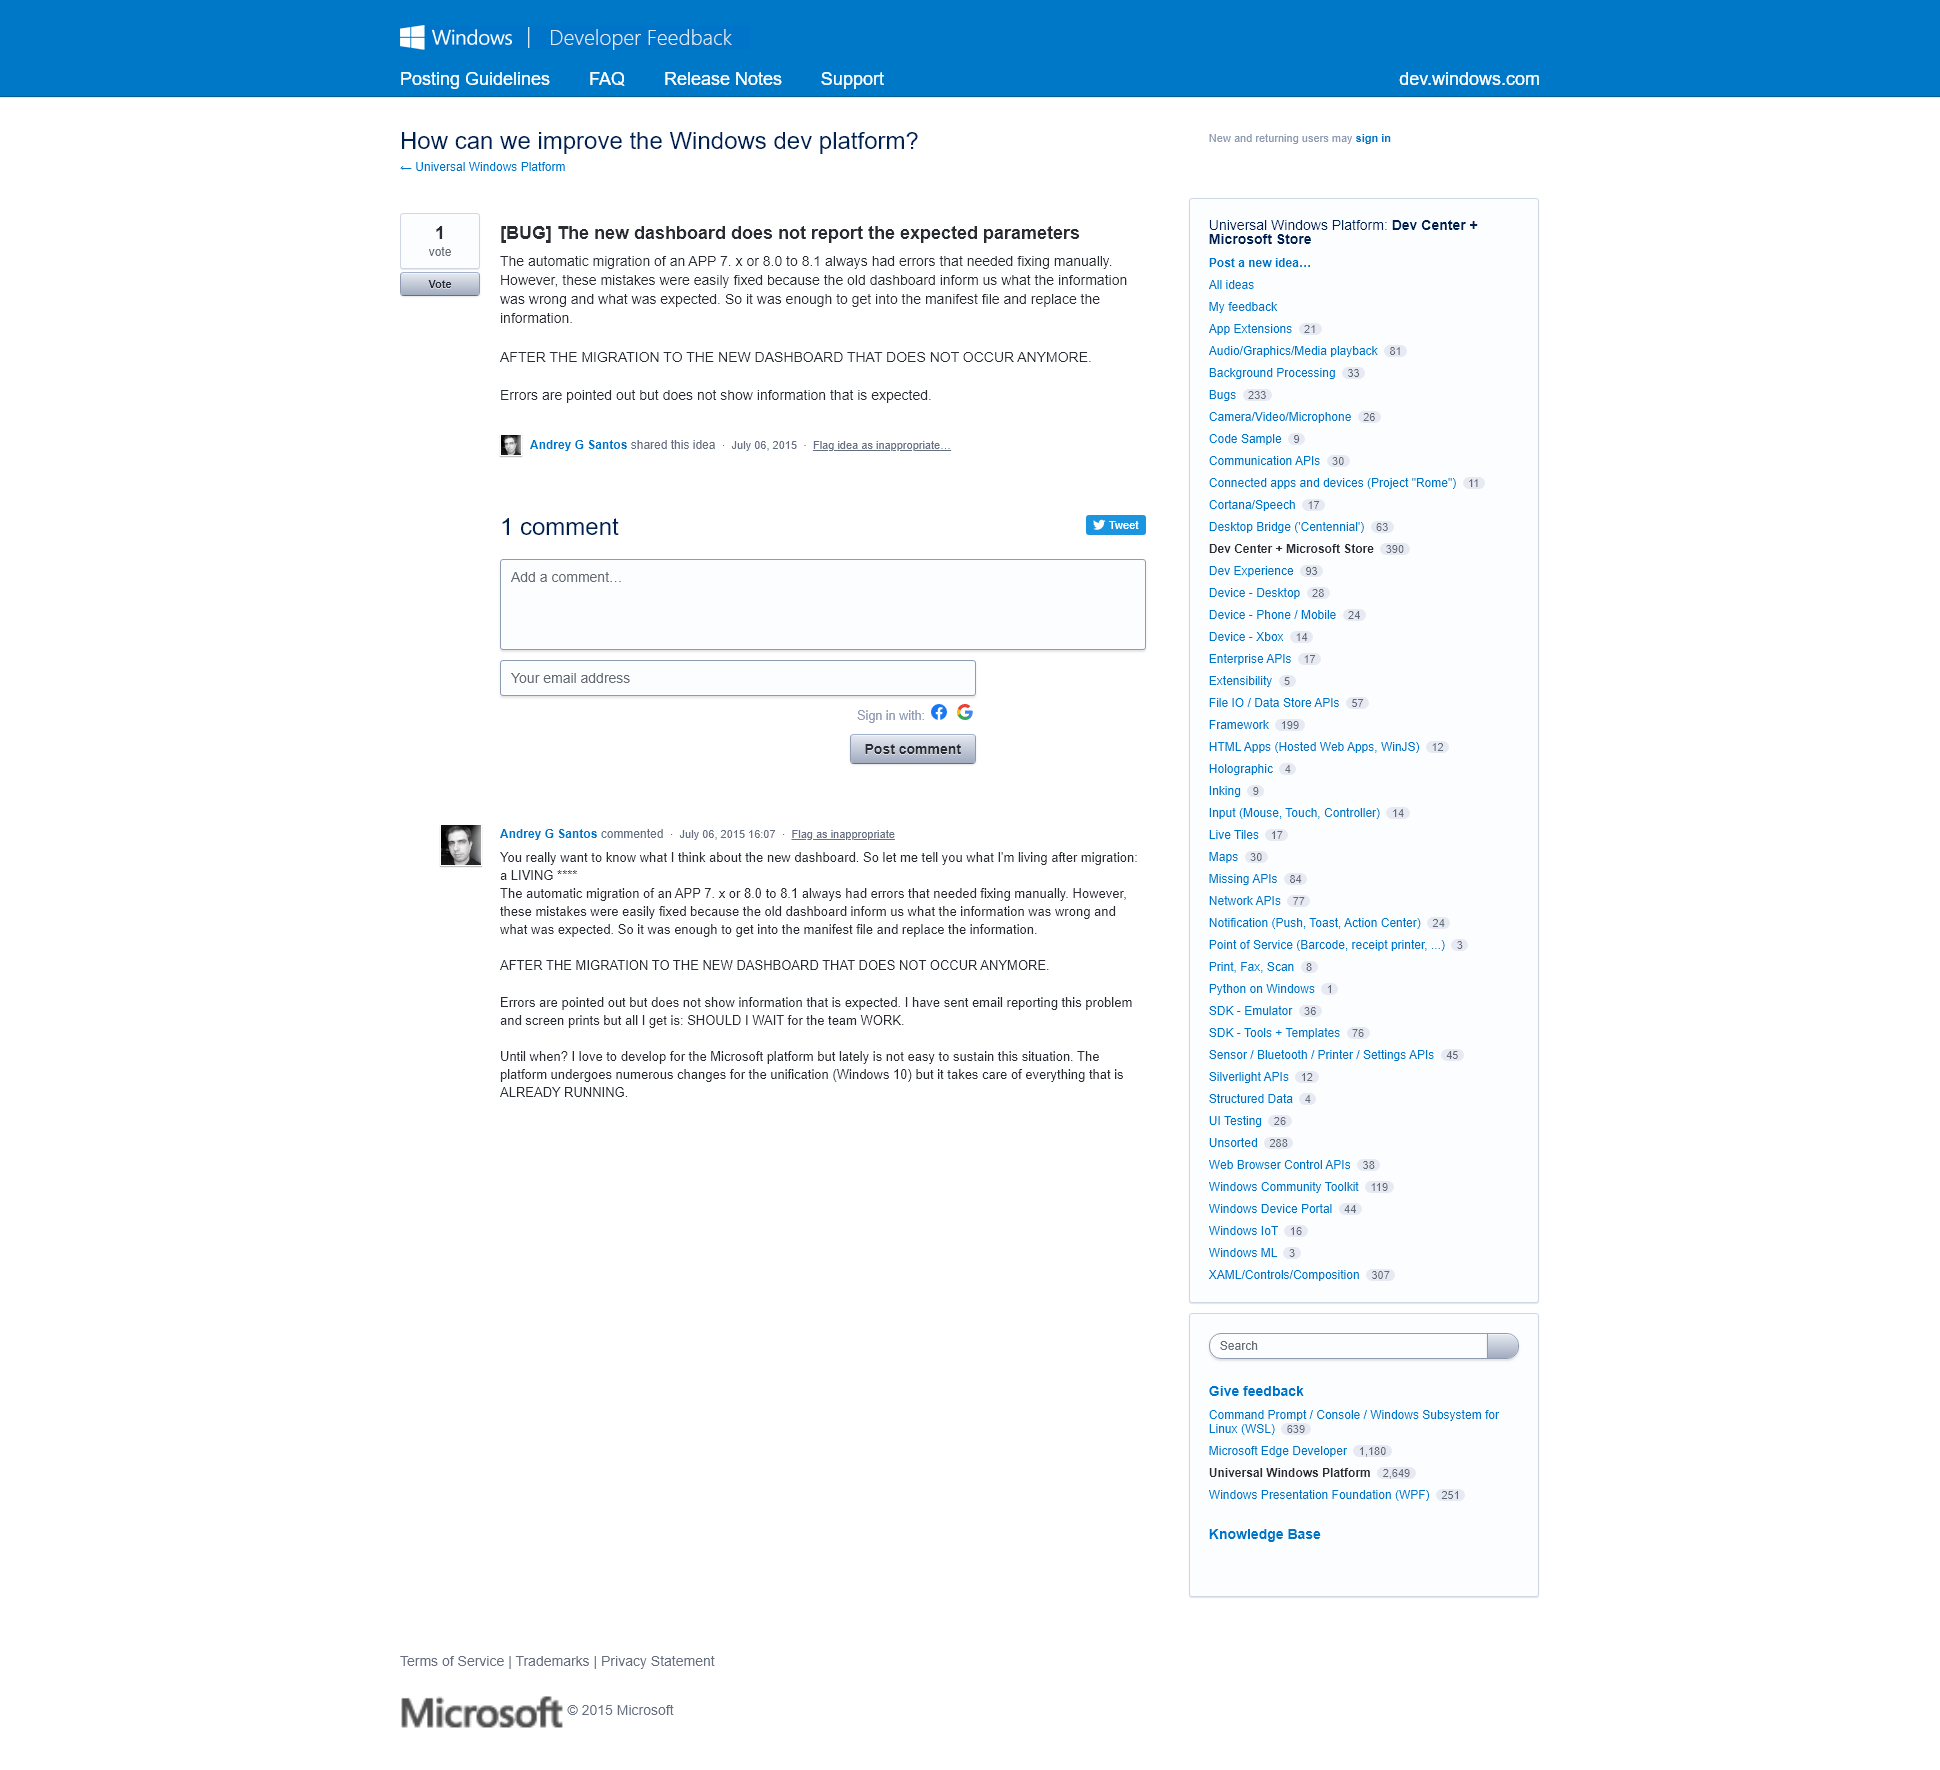 Windows | Developer Feedback
Posting Guidelines FAQ Release Notes Support dev.windows.com
How can we improve the Windows dev platform?
← Universal Windows Platform
New and returning users may sign in
1
vote
Vote
[BUG] The new dashboard does not report the expected parameters
The automatic migration of an APP 7. x or 8.0 to 8.1 always had errors that needed fixing manually.
However, these mistakes were easily fixed because the old dashboard inform us what the information
was wrong and what was expected. So it was enough to get into the manifest file and replace the
information.
AFTER THE MIGRATION TO THE NEW DASHBOARD THAT DOES NOT OCCUR ANYMORE.
Errors are pointed out but does not show information that is expected.
Andrey G Santos shared this idea · July 06, 2015 · Flag idea as inappropriate…
1 comment
Tweet
Add a comment…
Your email address
Sign in with:
Post comment
Andrey G Santos commented · July 06, 2015 16:07 · Flag as inappropriate
You really want to know what I think about the new dashboard. So let me tell you what I'm living after migration:
a LIVING ****
The automatic migration of an APP 7. x or 8.0 to 8.1 always had errors that needed fixing manually. However,
these mistakes were easily fixed because the old dashboard inform us what the information was wrong and
what was expected. So it was enough to get into the manifest file and replace the information.
AFTER THE MIGRATION TO THE NEW DASHBOARD THAT DOES NOT OCCUR ANYMORE.
Errors are pointed out but does not show information that is expected. I have sent email reporting this problem
and screen prints but all I get is: SHOULD I WAIT for the team WORK.
Until when? I love to develop for the Microsoft platform but lately is not easy to sustain this situation. The
platform undergoes numerous changes for the unification (Windows 10) but it takes care of everything that is
ALREADY RUNNING.
Universal Windows Platform: Dev Center +
Microsoft Store
Post a new idea…
All ideas
My feedback
App Extensions 21
Audio/Graphics/Media playback 81
Background Processing 33
Bugs 233
Camera/Video/Microphone 26
Code Sample 9
Communication APIs 30
Connected apps and devices (Project "Rome") 11
Cortana/Speech 17
Desktop Bridge ('Centennial') 63
Dev Center + Microsoft Store 390
Dev Experience 93
Device - Desktop 28
Device - Phone / Mobile 24
Device - Xbox 14
Enterprise APIs 17
Extensibility 5
File IO / Data Store APIs 57
Framework 199
HTML Apps (Hosted Web Apps, WinJS) 12
Holographic 4
Inking 9
Input (Mouse, Touch, Controller) 14
Live Tiles 17
Maps 30
Missing APIs 84
Network APIs 77
Notification (Push, Toast, Action Center) 24
Point of Service (Barcode, receipt printer, ...) 3
Print, Fax, Scan 8
Python on Windows 1
SDK - Emulator 36
SDK - Tools + Templates 76
Sensor / Bluetooth / Printer / Settings APIs 45
Silverlight APIs 12
Structured Data 4
UI Testing 26
Unsorted 288
Web Browser Control APIs 38
Windows Community Toolkit 119
Windows Device Portal 44
Windows IoT 16
Windows ML 3
XAML/Controls/Composition 307
Search
Give feedback
Command Prompt / Console / Windows Subsystem for
Linux (WSL) 639
Microsoft Edge Developer 1,180
Universal Windows Platform 2,649
Windows Presentation Foundation (WPF) 251
Knowledge Base
Terms of Service | Trademarks | Privacy Statement
Microsoft © 2015 Microsoft